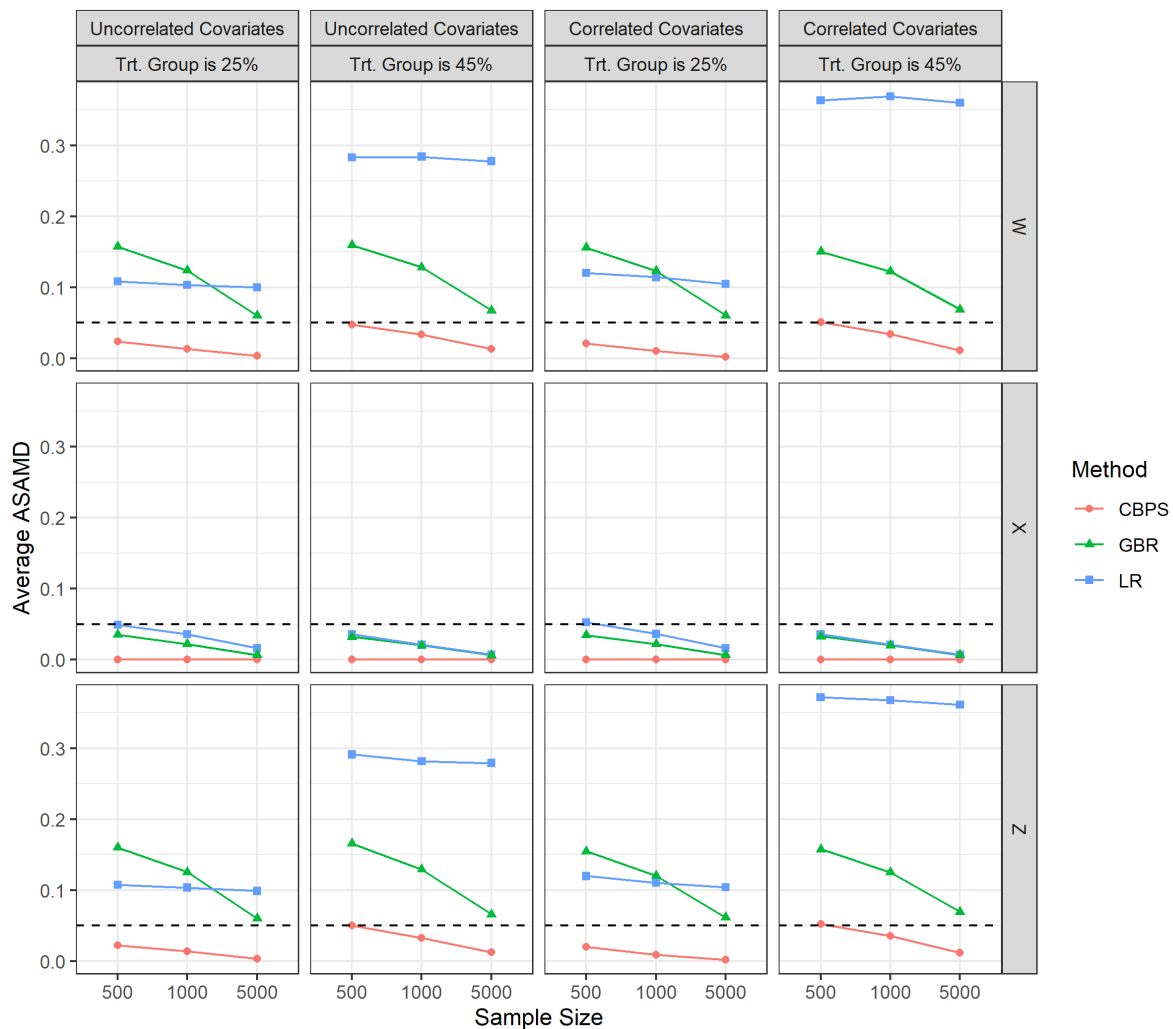 Uncorrelated Covariates
Uncorrelated Covariates
Correlated Covariates
Correlated Covariates
Trt. Group is 25%
Trt. Group is 45%
Trt. Group is 25%
Trt. Group is 45%
0.3
0.2
0.1
0.0
W
0.3
0.2
0.1
0.0
X
0.3
0.2
0.1
0.0
Z
Average ASAMD
500
1000
5000
500
1000
5000
500
1000
5000
500
1000
5000
Sample Size
Method
CBPS
GBR
LR